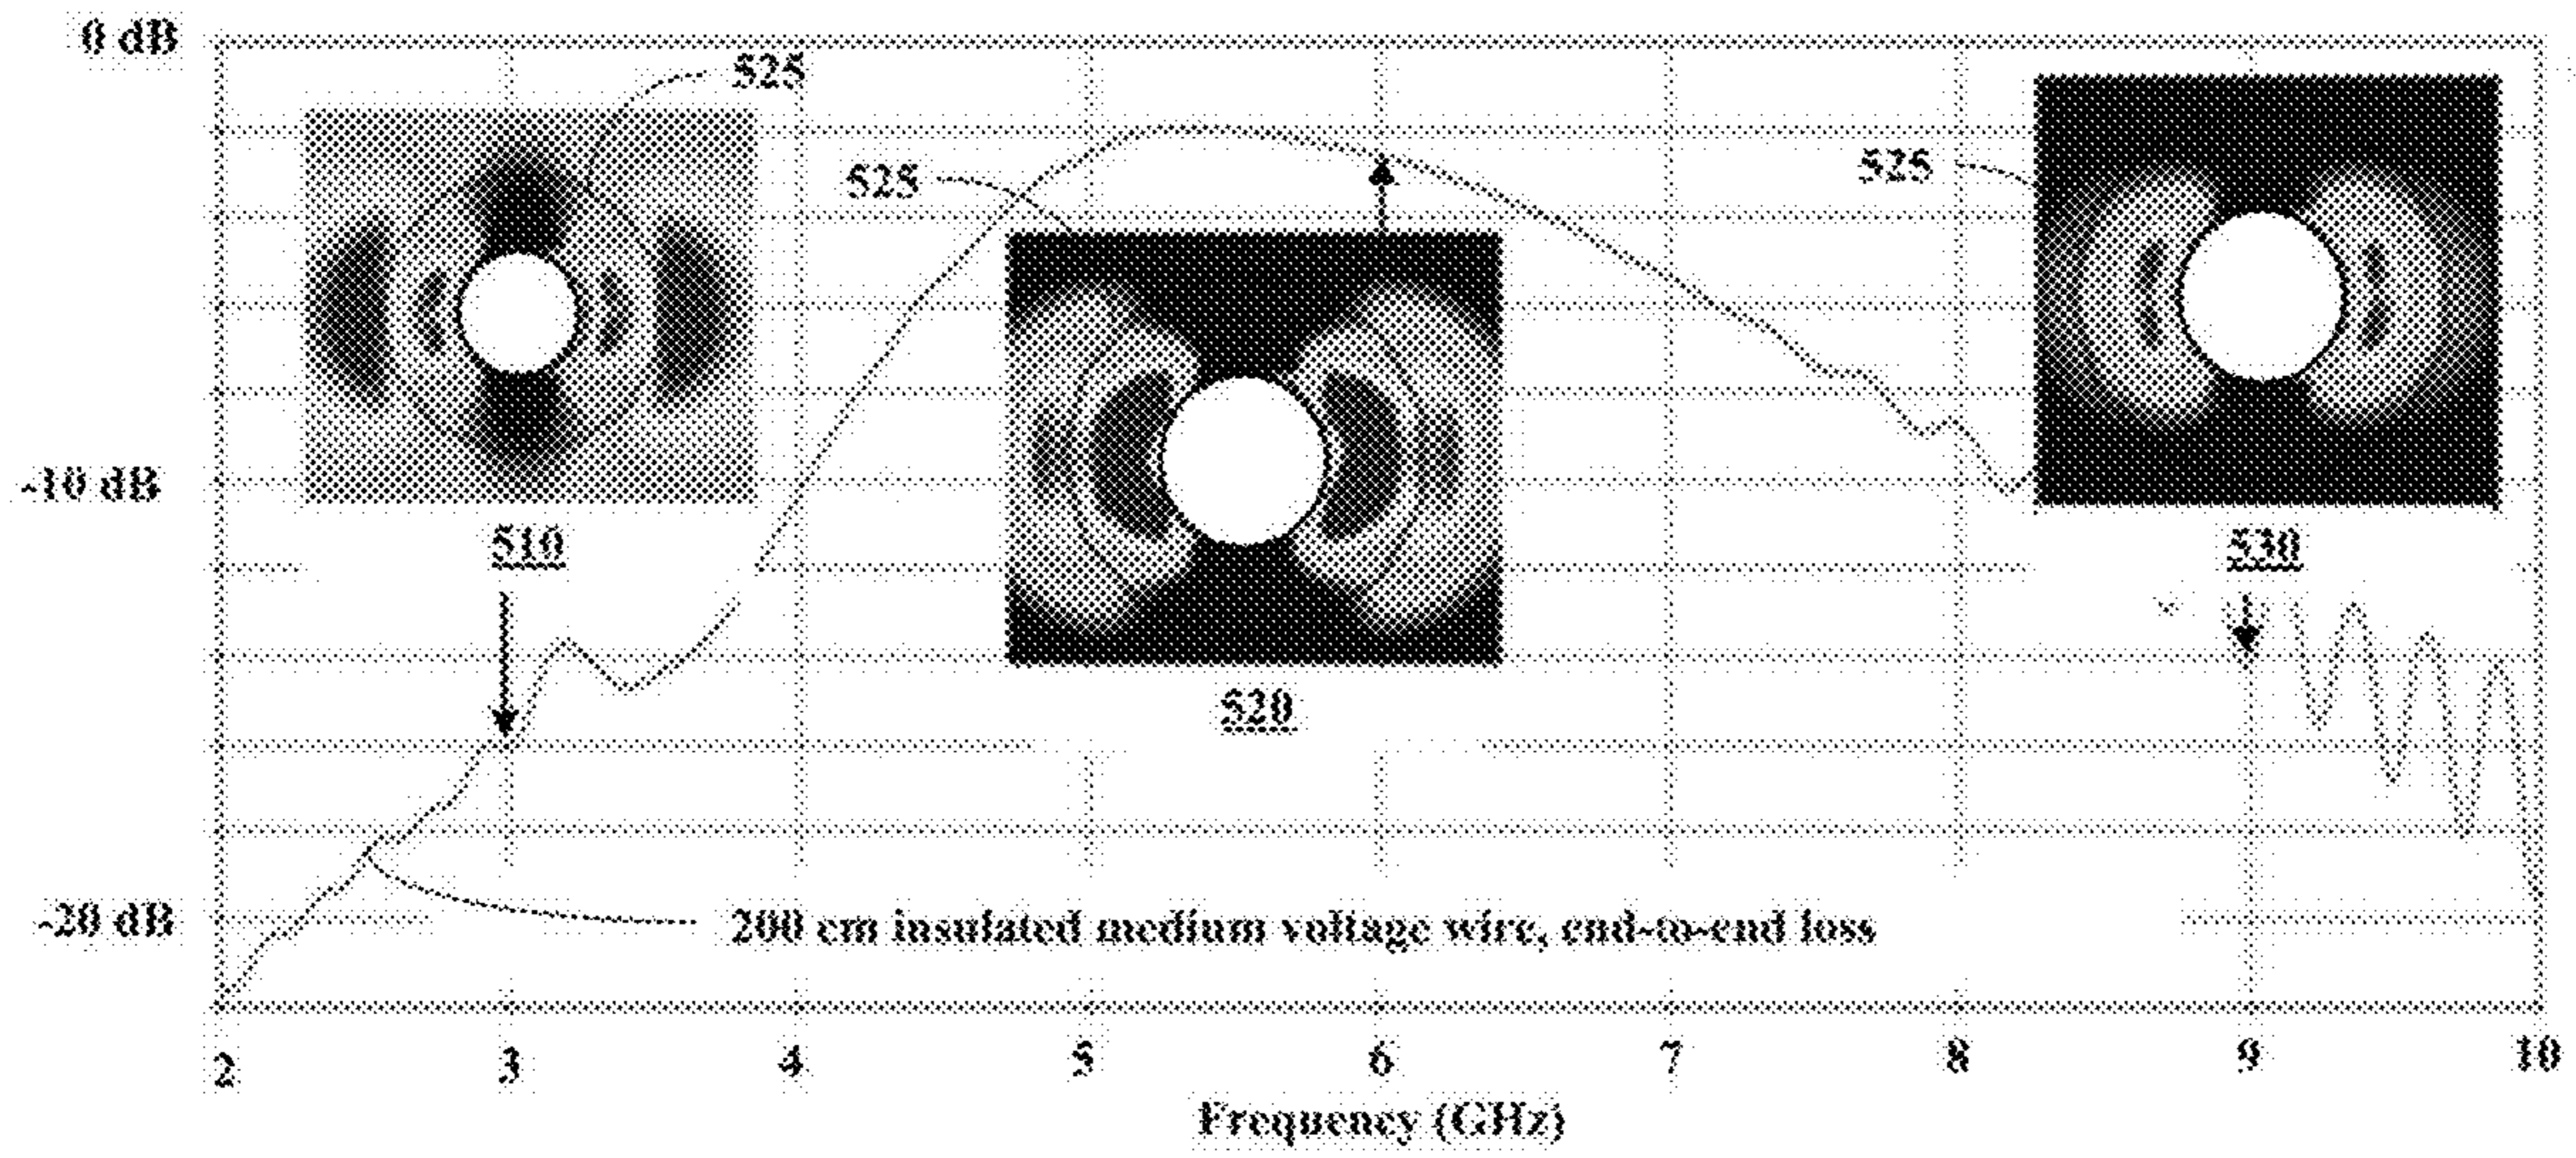 0 dB
525
525
525
-10 dB
510
530
520
-20 dB
200 cm insulated medium voltage wire, end-to-end loss
2 3 4 5 6 7 8 9 10
Frequency (GHz)